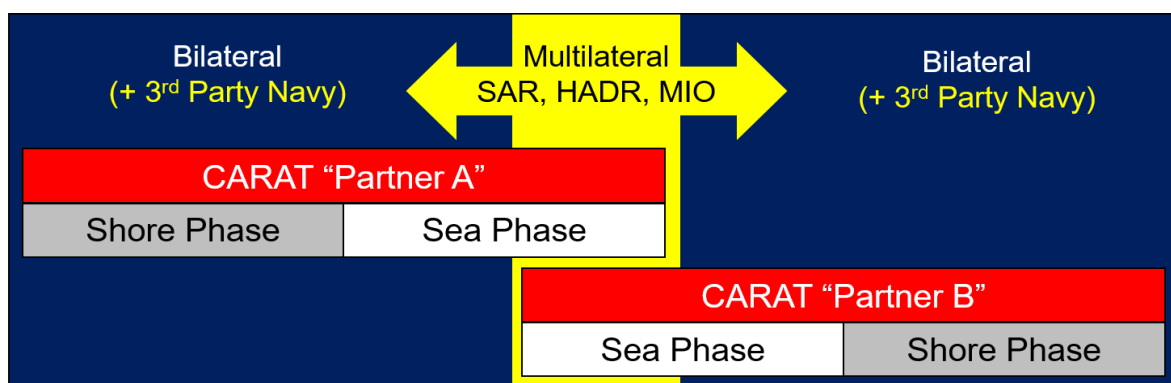 Bilateral
(+ 3rd Party Navy)
Multilateral
SAR, HADR, MIO
Bilateral
(+ 3rd Party Navy)
CARAT “Partner A”
Shore Phase
Sea Phase
CARAT “Partner B”
Sea Phase
Shore Phase